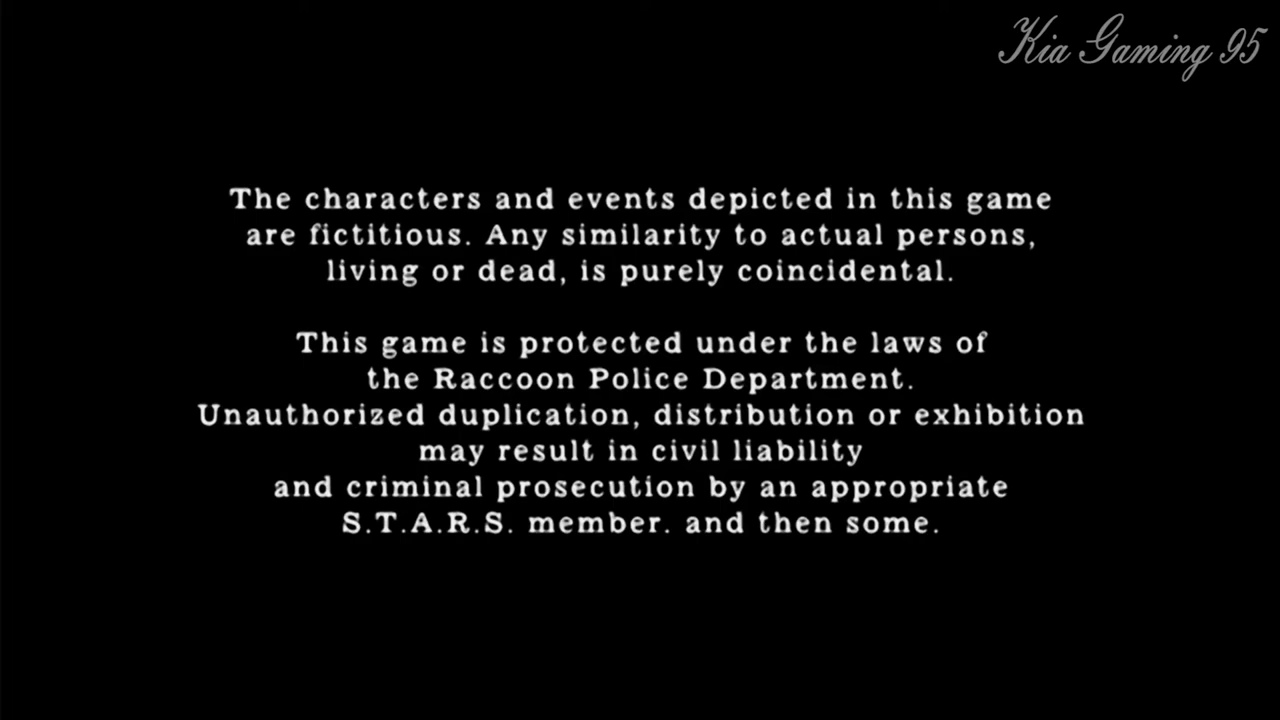 Kia Gaming 95
The characters and events depicted in this game
are fictitious. Any similarity to actual persons,
living or dead, is purely coincidental.
This game is protected under the laws of
the Raccoon Police Department.
Unauthorized duplication, distribution or exhibition
may result in civil liability
and criminal prosecution by an appropriate
S.T.A.R.S. member. and then some.